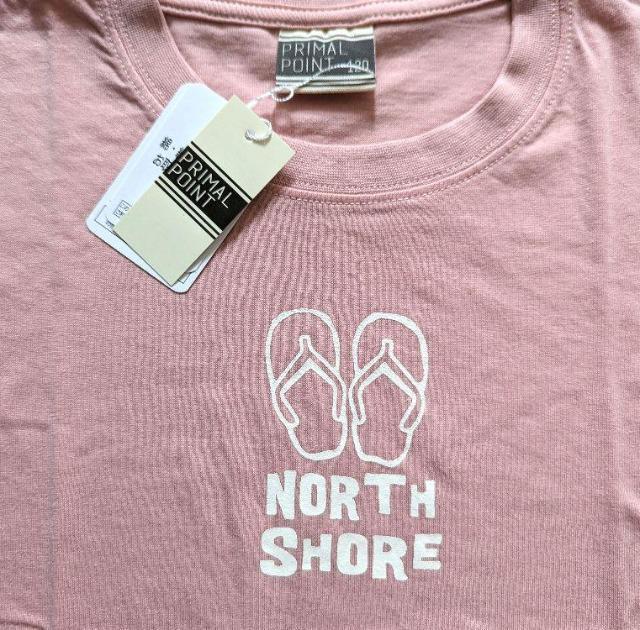 PRIMAL
POINT
120
PRIMAL
POINT
NORTH
SHORE